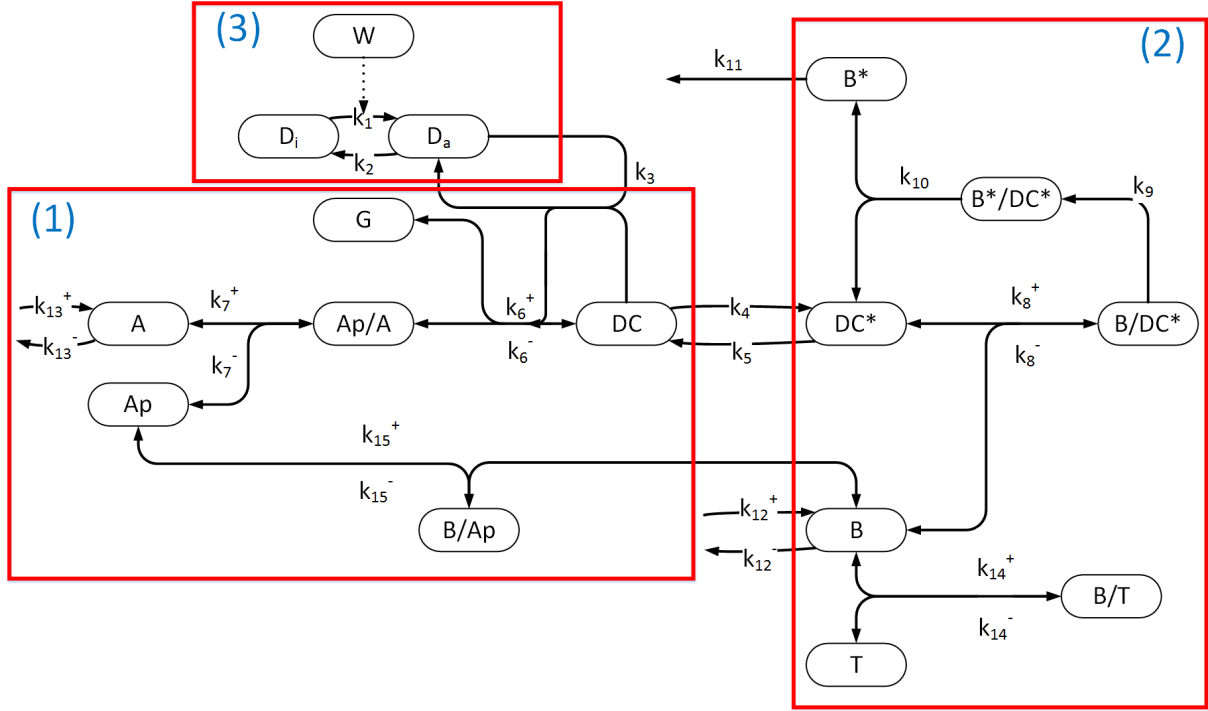 (3)
W
(2)
k11
B*
Di
k1
Da
k2
k3
k10
B*/DC*
k9
(1)
G
k13+
A
k13-
k7+
k7-
Ap/A
k6+
k6-
DC
k4
k5
DC*
k8+
k8-
B/DC*
Ap
k15+
k15-
B/Ap
k12+
k12-
B
k14+
k14-
B/T
T